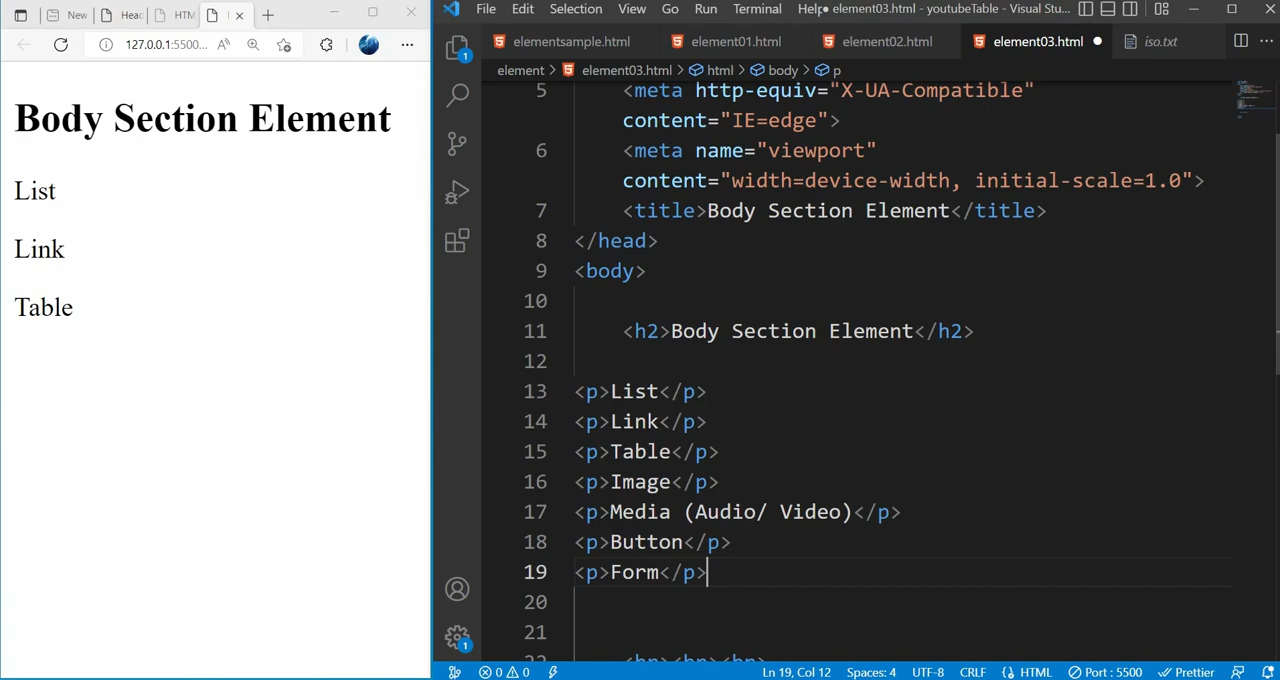 New
Head
HTM
127.0.0.1:5500...
Body Section Element
List
Link
Table
File Edit Selection View Go Run Terminal Help
element03.html - youtubeTable - Visual Stu...
elementsample.html
element01.html
element02.html
element03.html
iso.txt
element > element03.html > html > body > p
5 <meta http-equiv="X-UA-Compatible"
content="IE=edge">
6 <meta name="viewport"
content="width=device-width, initial-scale=1.0">
7 <title>Body Section Element</title>
8 </head>
9 <body>
10
11 <h2>Body Section Element</h2>
12
13 <p>List</p>
14 <p>Link</p>
15 <p>Table</p>
16 <p>Image</p>
17 <p>Media (Audio/ Video)</p>
18 <p>Button</p>
19 <p>Form</p>
20
21
1
1
0 0
Ln 19, Col 12
Spaces: 4
UTF-8
CRLF
HTML
Port : 5500
Prettier